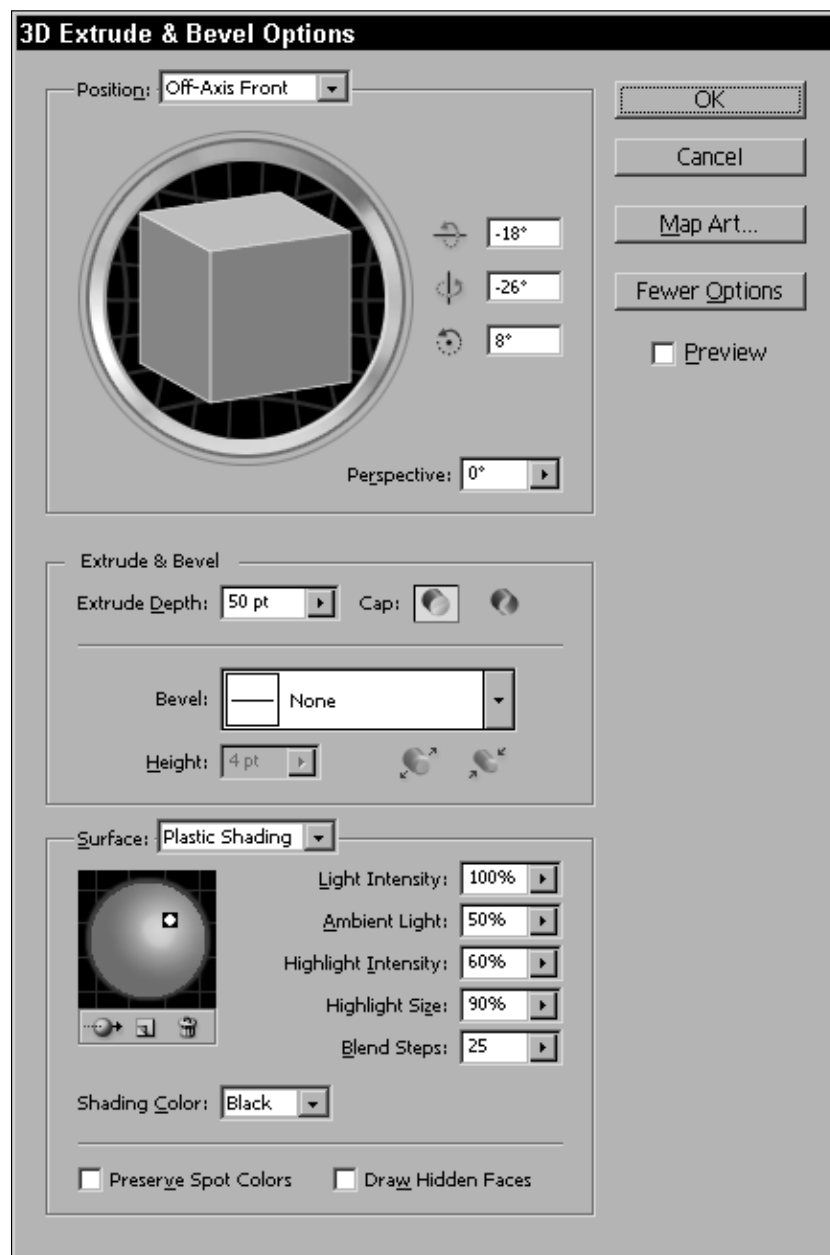 3D Extrude & Bevel Options
Position: Off-Axis Front
-18°
-26°
8°
Perspective: 0°
OK
Cancel
Map Art...
Fewer Options
Preview
Extrude & Bevel
Extrude Depth: 50 pt Cap:
Bevel: None
Height: 4 pt
Surface: Plastic Shading
Light Intensity: 100%
Ambient Light: 50%
Highlight Intensity: 60%
Highlight Size: 90%
Blend Steps: 25
Shading Color: Black
Preserve Spot Colors Draw Hidden Faces